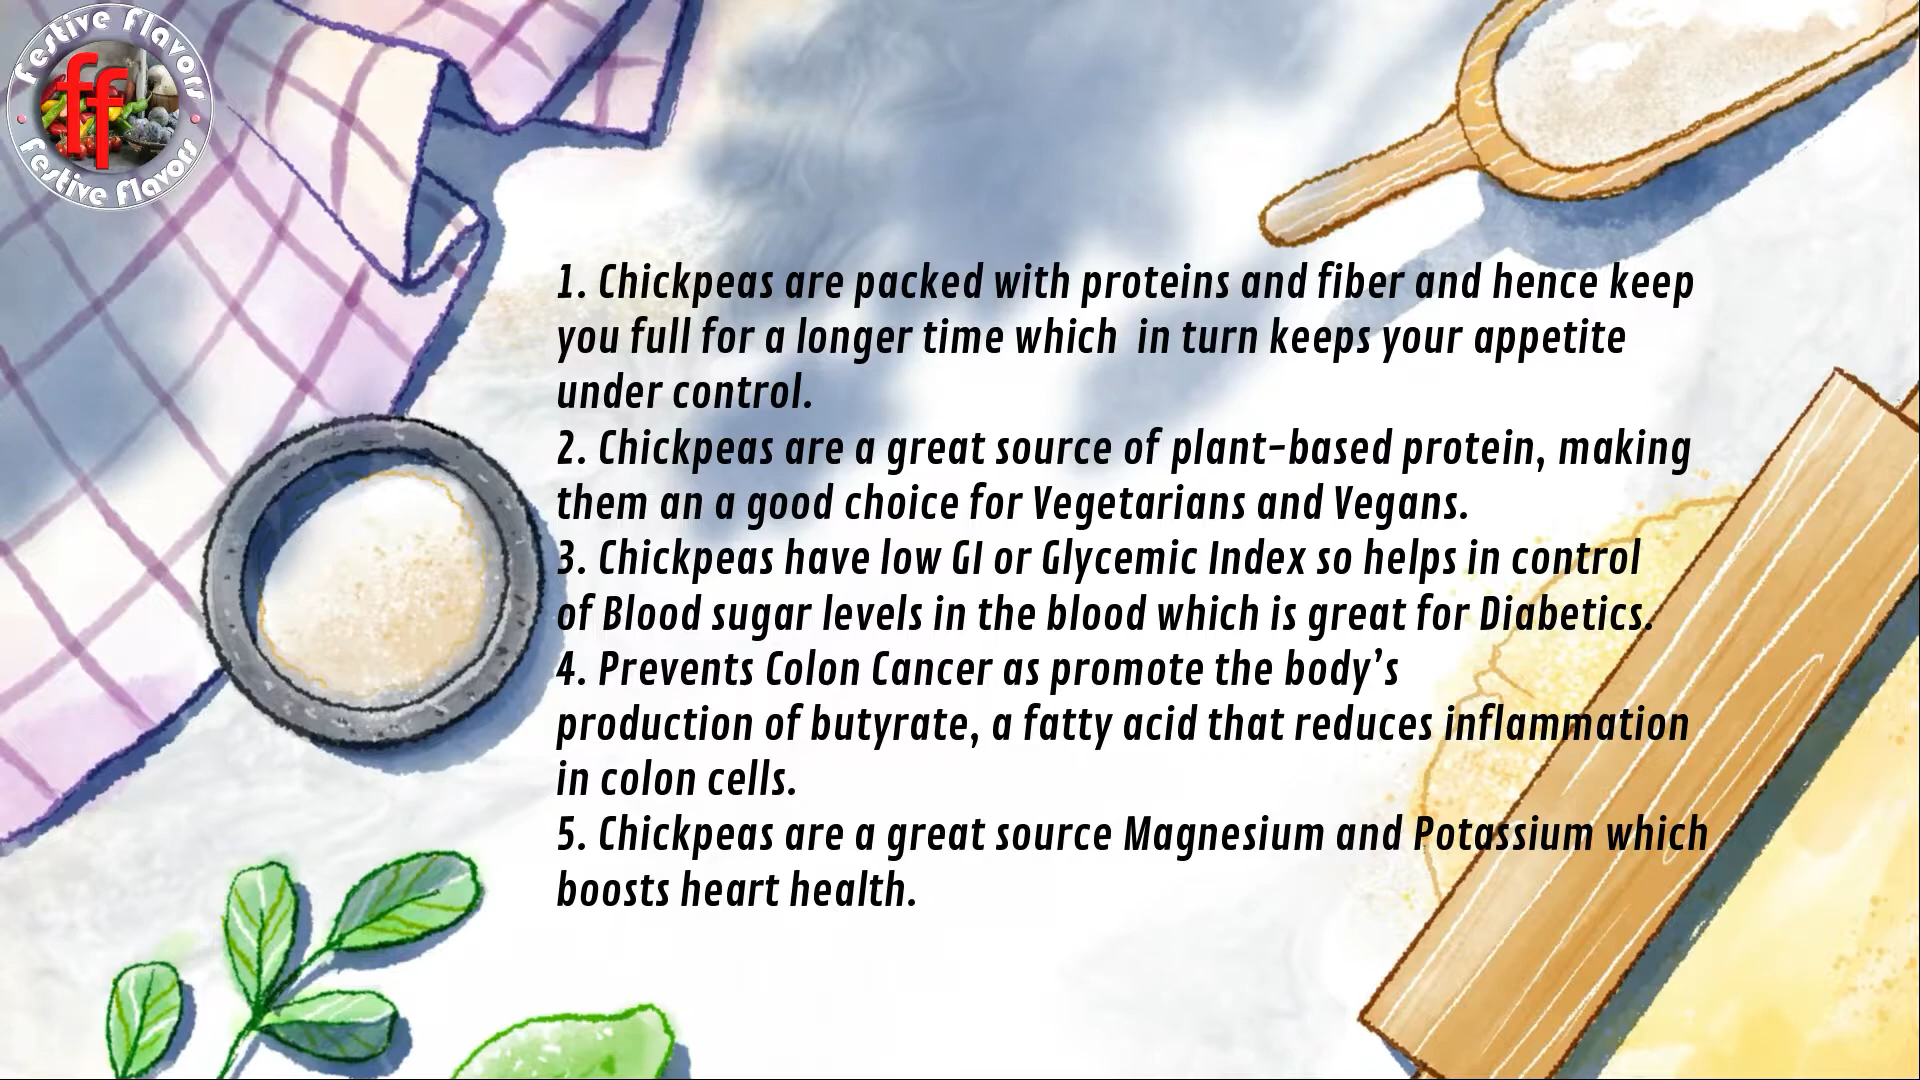 Festive Flavors
ff
Festive Flavors
1. Chickpeas are packed with proteins and fiber and hence keep
you full for a longer time which  in turn keeps your appetite
under control.
2. Chickpeas are a great source of plant-based protein, making
them an a good choice for Vegetarians and Vegans.
3. Chickpeas have low GI or Glycemic Index so helps in control
of Blood sugar levels in the blood which is great for Diabetics.
4. Prevents Colon Cancer as promote the body’s
production of butyrate, a fatty acid that reduces inflammation
in colon cells.
5. Chickpeas are a great source Magnesium and Potassium which
boosts heart health.